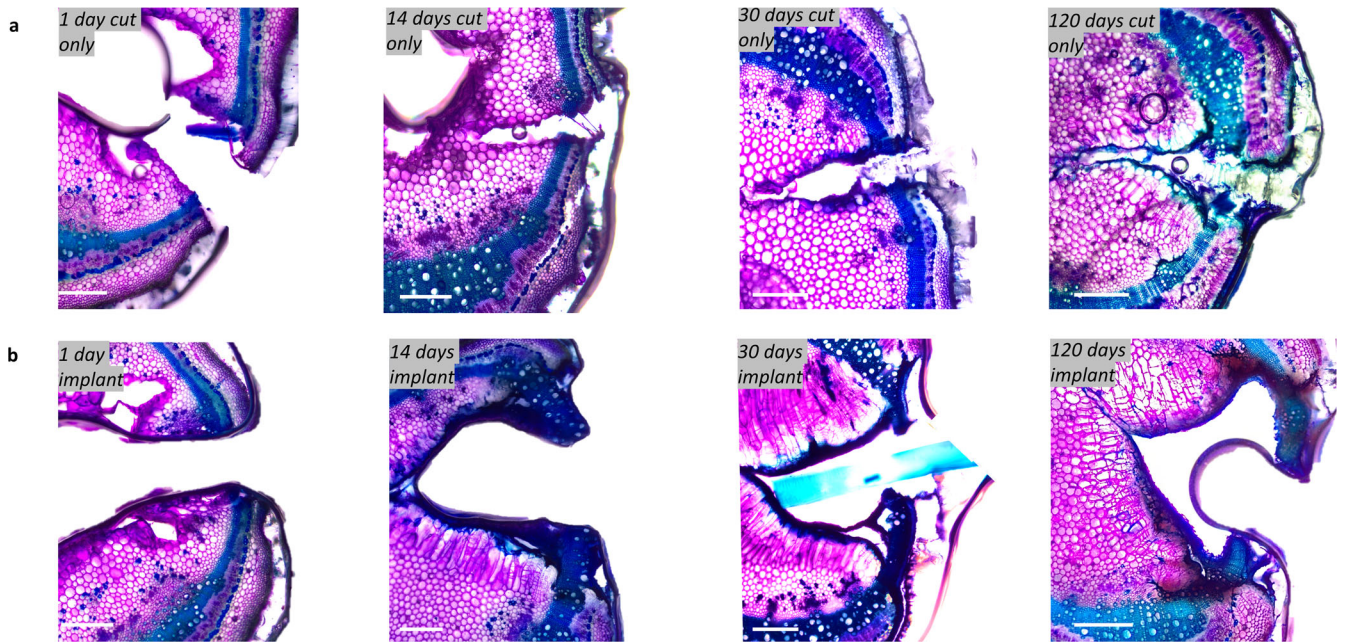 a
1 day cut
only
14 days cut
only
30 days cut
only
120 days cut
only
b
1 day
implant
14 days
implant
30 days
implant
120 days
implant